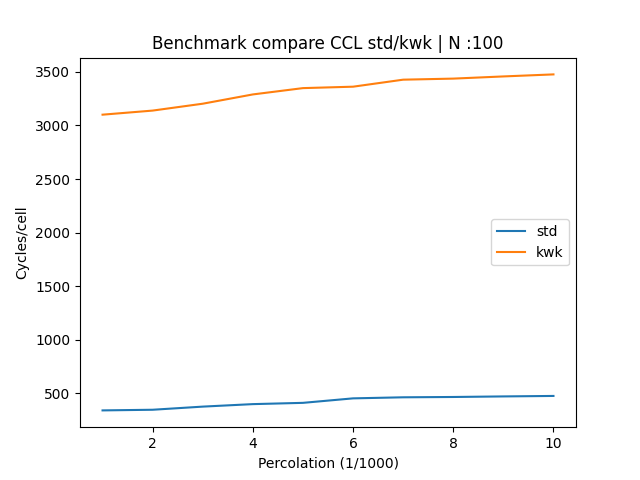 Benchmark compare CCL std/kwk | N :100
3500
3000
2500
2000
1500
1000
500
Cycles/cell
std
kwk
2 4 6 8 10
Percolation (1/1000)